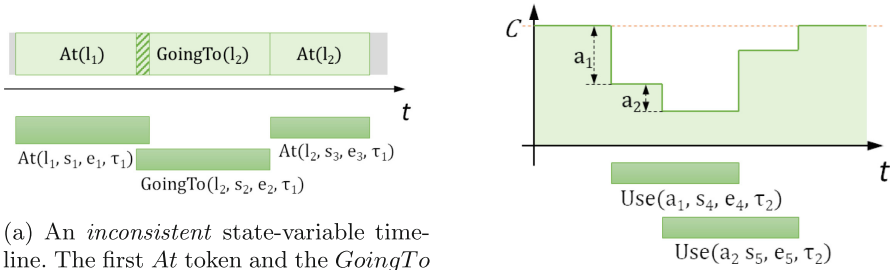 At(l₁) GoingTo(l₂) At(l₂)
t
At(l₁, s₁, e₁, τ₁)
At(l₂, s₃, e₃, τ₁)
GoingTo(l₂, s₂, e₂, τ₁)
(a) An inconsistent state-variable time-
line. The first At token and the GoingTo
C
a₁
a₂
t
Use(a₁, s₄, e₄, τ₂)
Use(a₂ s₅, e₅, τ₂)